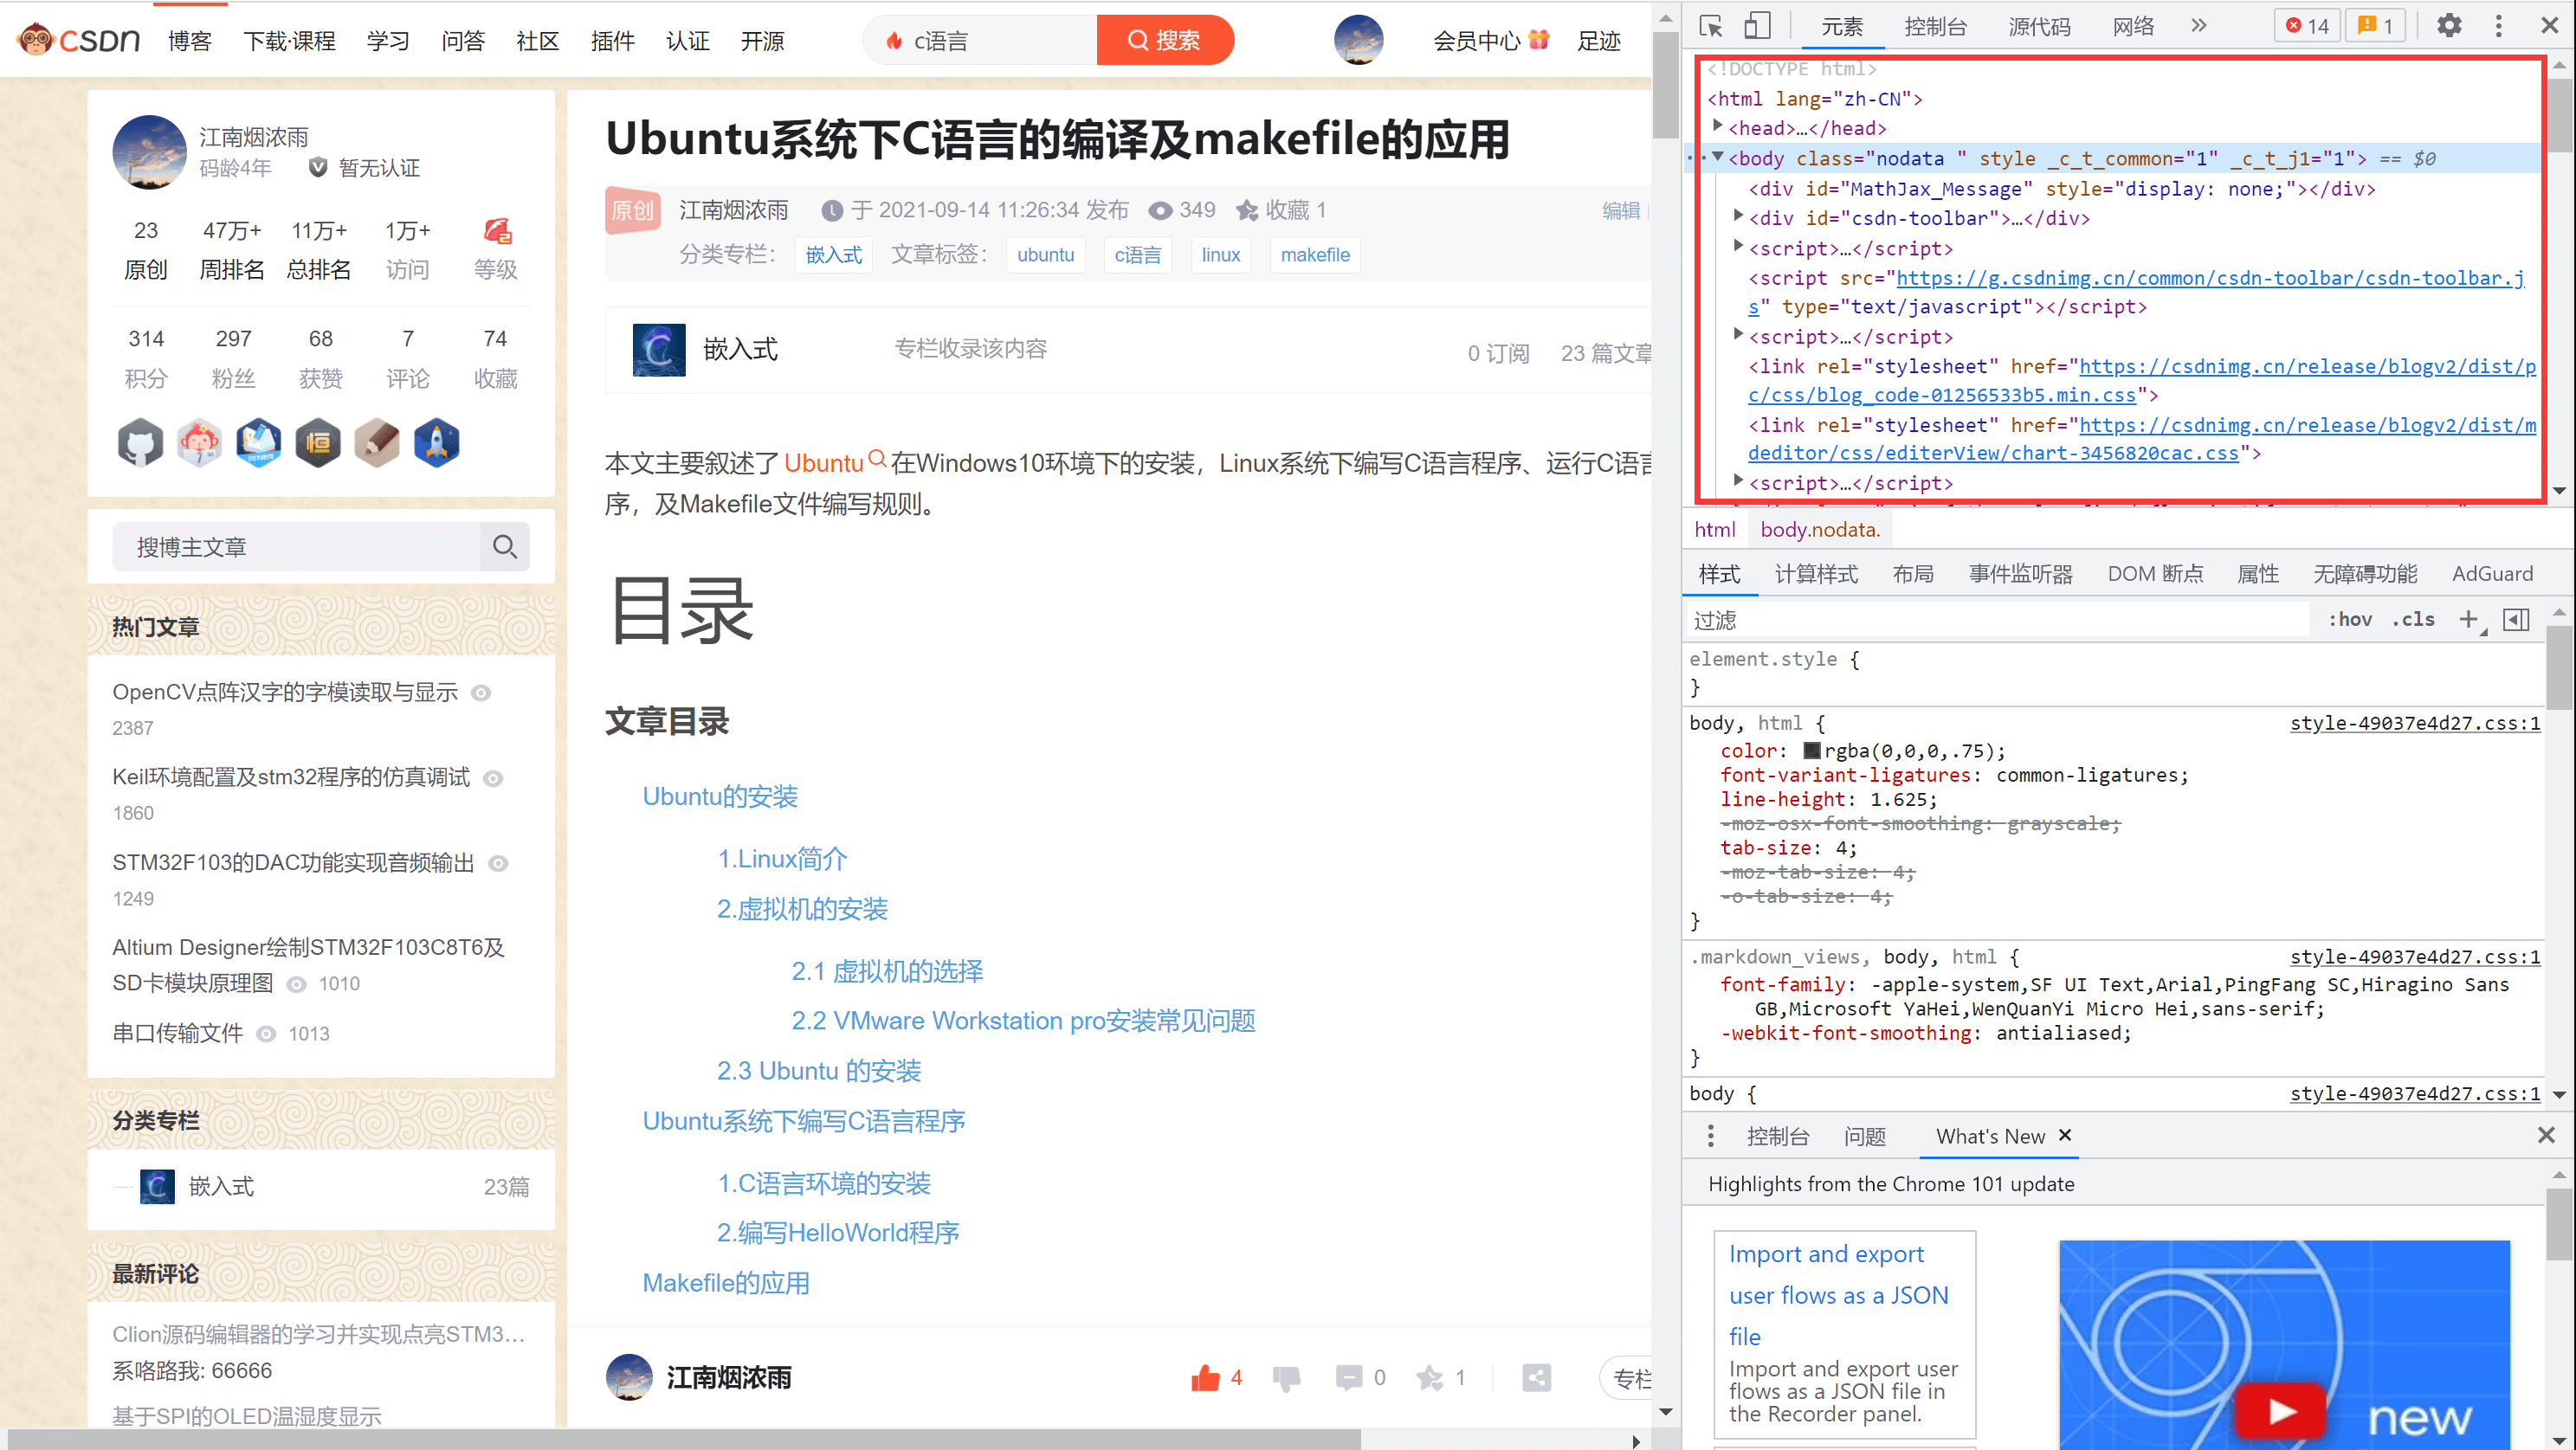 CSDN 博客 下载·课程 学习 问答 社区 插件 认证 开源 c语言 搜索 会员中心 足迹
江南烟浓雨
码龄4年 暂无认证
23 47万+ 11万+ 1万+
原创 周排名 总排名 访问 等级
314 297 68 7 74
积分 粉丝 获赞 评论 收藏
恒
搜博主文章
热门文章
OpenCV点阵汉字的字模读取与显示
2387
Keil环境配置及stm32程序的仿真调试
1860
STM32F103的DAC功能实现音频输出
1249
Altium Designer绘制STM32F103C8T6及
SD卡模块原理图 1010
串口传输文件 1013
分类专栏
嵌入式 23篇
最新评论
Clion源码编辑器的学习并实现点亮STM3...
系咯路我: 66666
基于SPI的OLED温湿度显示
Ubuntu系统下C语言的编译及makefile的应用
原创 江南烟浓雨 于 2021-09-14 11:26:34 发布 349 收藏 1 编辑
分类专栏： 嵌入式 文章标签： ubuntu c语言 linux makefile
嵌入式 专栏收录该内容 0 订阅 23 篇文章
本文主要叙述了 Ubuntu 在Windows10环境下的安装，Linux系统下编写C语言程序、运行C语言
序，及Makefile文件编写规则。
目录
文章目录
Ubuntu的安装
1.Linux简介
2.虚拟机的安装
2.1 虚拟机的选择
2.2 VMware Workstation pro安装常见问题
2.3 Ubuntu 的安装
Ubuntu系统下编写C语言程序
1.C语言环境的安装
2.编写HelloWorld程序
Makefile的应用
江南烟浓雨 4 0 1 专栏
元素 控制台 源代码 网络 » 14 1
<!DOCTYPE html>
<html lang="zh-CN">
<head>…</head>
<body class="nodata " style _c_t_common="1" _c_t_j1="1"> == $0
<div id="MathJax_Message" style="display: none;"></div>
<div id="csdn-toolbar">…</div>
<script>…</script>
<script src="https://g.csdnimg.cn/common/csdn-toolbar/csdn-toolbar.j
s" type="text/javascript"></script>
<script>…</script>
<link rel="stylesheet" href="https://csdnimg.cn/release/blogv2/dist/p
c/css/blog_code-01256533b5.min.css">
<link rel="stylesheet" href="https://csdnimg.cn/release/blogv2/dist/m
deditor/css/editerView/chart-3456820cac.css">
<script>…</script>
html body.nodata.
样式 计算样式 布局 事件监听器 DOM 断点 属性 无障碍功能 AdGuard
过滤 :hov .cls +
element.style {
}
body, html { style-49037e4d27.css:1
color: rgba(0,0,0,.75);
font-variant-ligatures: common-ligatures;
line-height: 1.625;
-moz-osx-font-smoothing: grayscale;
tab-size: 4;
-moz-tab-size: 4;
-o-tab-size: 4;
}
.markdown_views, body, html { style-49037e4d27.css:1
font-family: -apple-system,SF UI Text,Arial,PingFang SC,Hiragino Sans
GB,Microsoft YaHei,WenQuanYi Micro Hei,sans-serif;
-webkit-font-smoothing: antialiased;
}
body { style-49037e4d27.css:1
控制台 问题 What's New ×
Highlights from the Chrome 101 update
Import and export
user flows as a JSON
file
Import and export user
flows as a JSON file in
the Recorder panel.
new